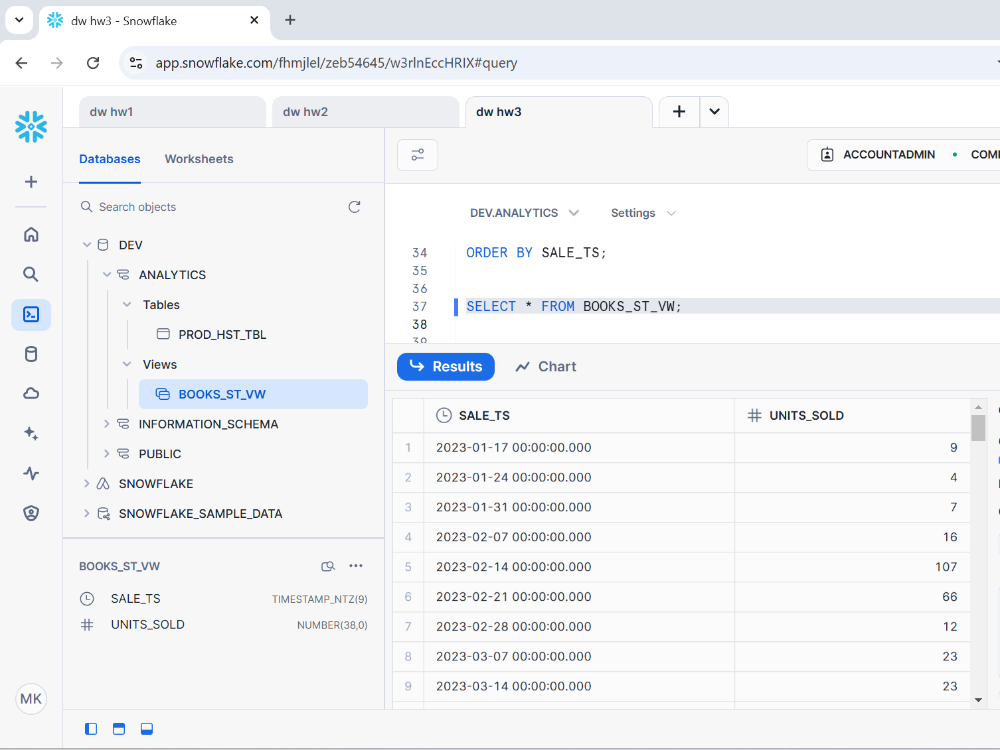 dw hw3 - Snowflake
app.snowflake.com/fhmjlel/zeb54645/w3rlnEccHRIX#query
dw hw1
dw hw2
dw hw3
Databases
Worksheets
ACCOUNTADMIN
Search objects
DEV
ANALYTICS
Tables
PROD_HST_TBL
Views
BOOKS_ST_VW
INFORMATION_SCHEMA
PUBLIC
SNOWFLAKE
SNOWFLAKE_SAMPLE_DATA
BOOKS_ST_VW
SALE_TS TIMESTAMP_NTZ(9)
UNITS_SOLD NUMBER(38,0)
MK
DEV.ANALYTICS
Settings
34 ORDER BY SALE_TS;
35
36
37 SELECT * FROM BOOKS_ST_VW;
38
39
Results
Chart
SALE_TS UNITS_SOLD
1 2023-01-17 00:00:00.000 9
2 2023-01-24 00:00:00.000 4
3 2023-01-31 00:00:00.000 7
4 2023-02-07 00:00:00.000 16
5 2023-02-14 00:00:00.000 107
6 2023-02-21 00:00:00.000 66
7 2023-02-28 00:00:00.000 12
8 2023-03-07 00:00:00.000 23
9 2023-03-14 00:00:00.000 23